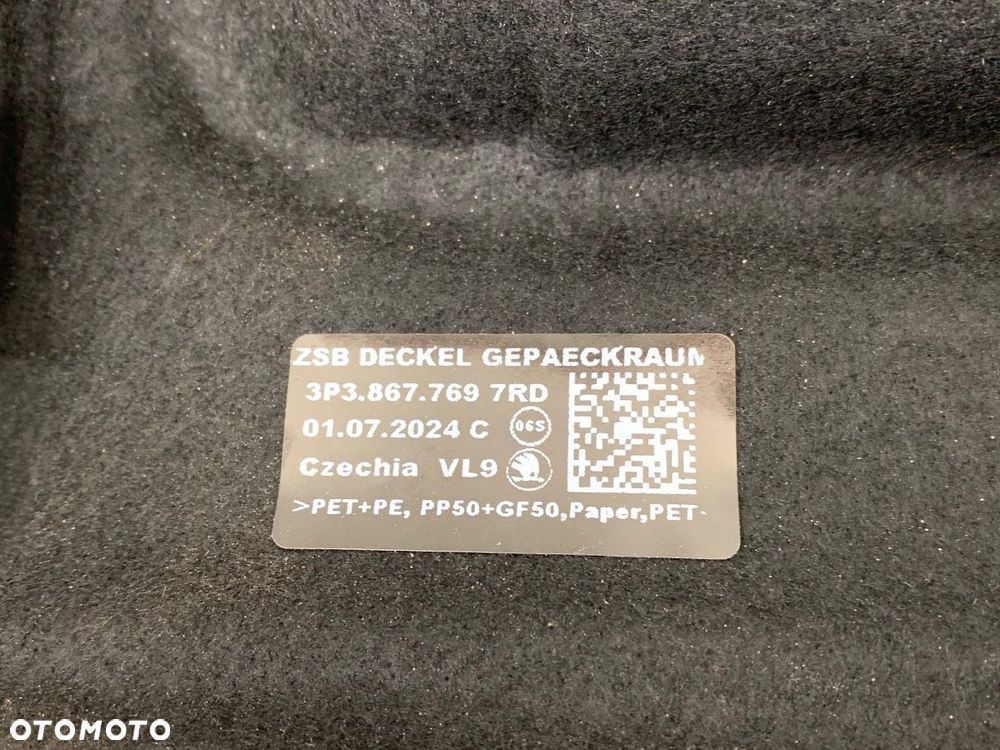 ZSB DECKEL GEPAECKRAUM
3P3.867.769 7RD
01.07.2024 C 06S
Czechia VL9
>PET+PE, PP50+GF50,Paper,PET-
OTOMOTO